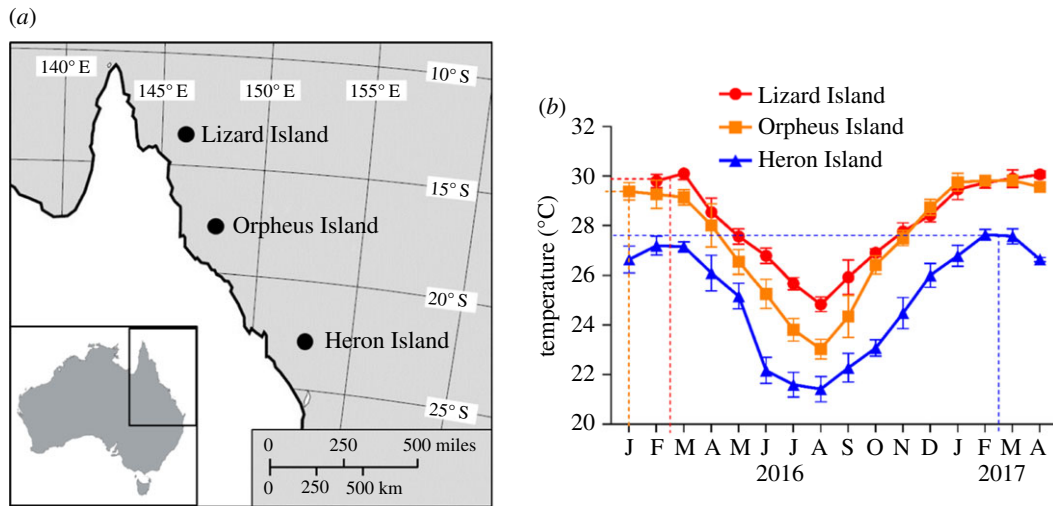 (a)
140° E
145° E
150° E
155° E
10° S
15° S
20° S
25° S
Lizard Island
Orpheus Island
Heron Island
0 250 500 miles
0 250 500 km
(b)
Lizard Island
Orpheus Island
Heron Island
temperature (°C)
32
30
28
26
24
22
20
J F M A M J J A S O N D J F M A
2016 2017